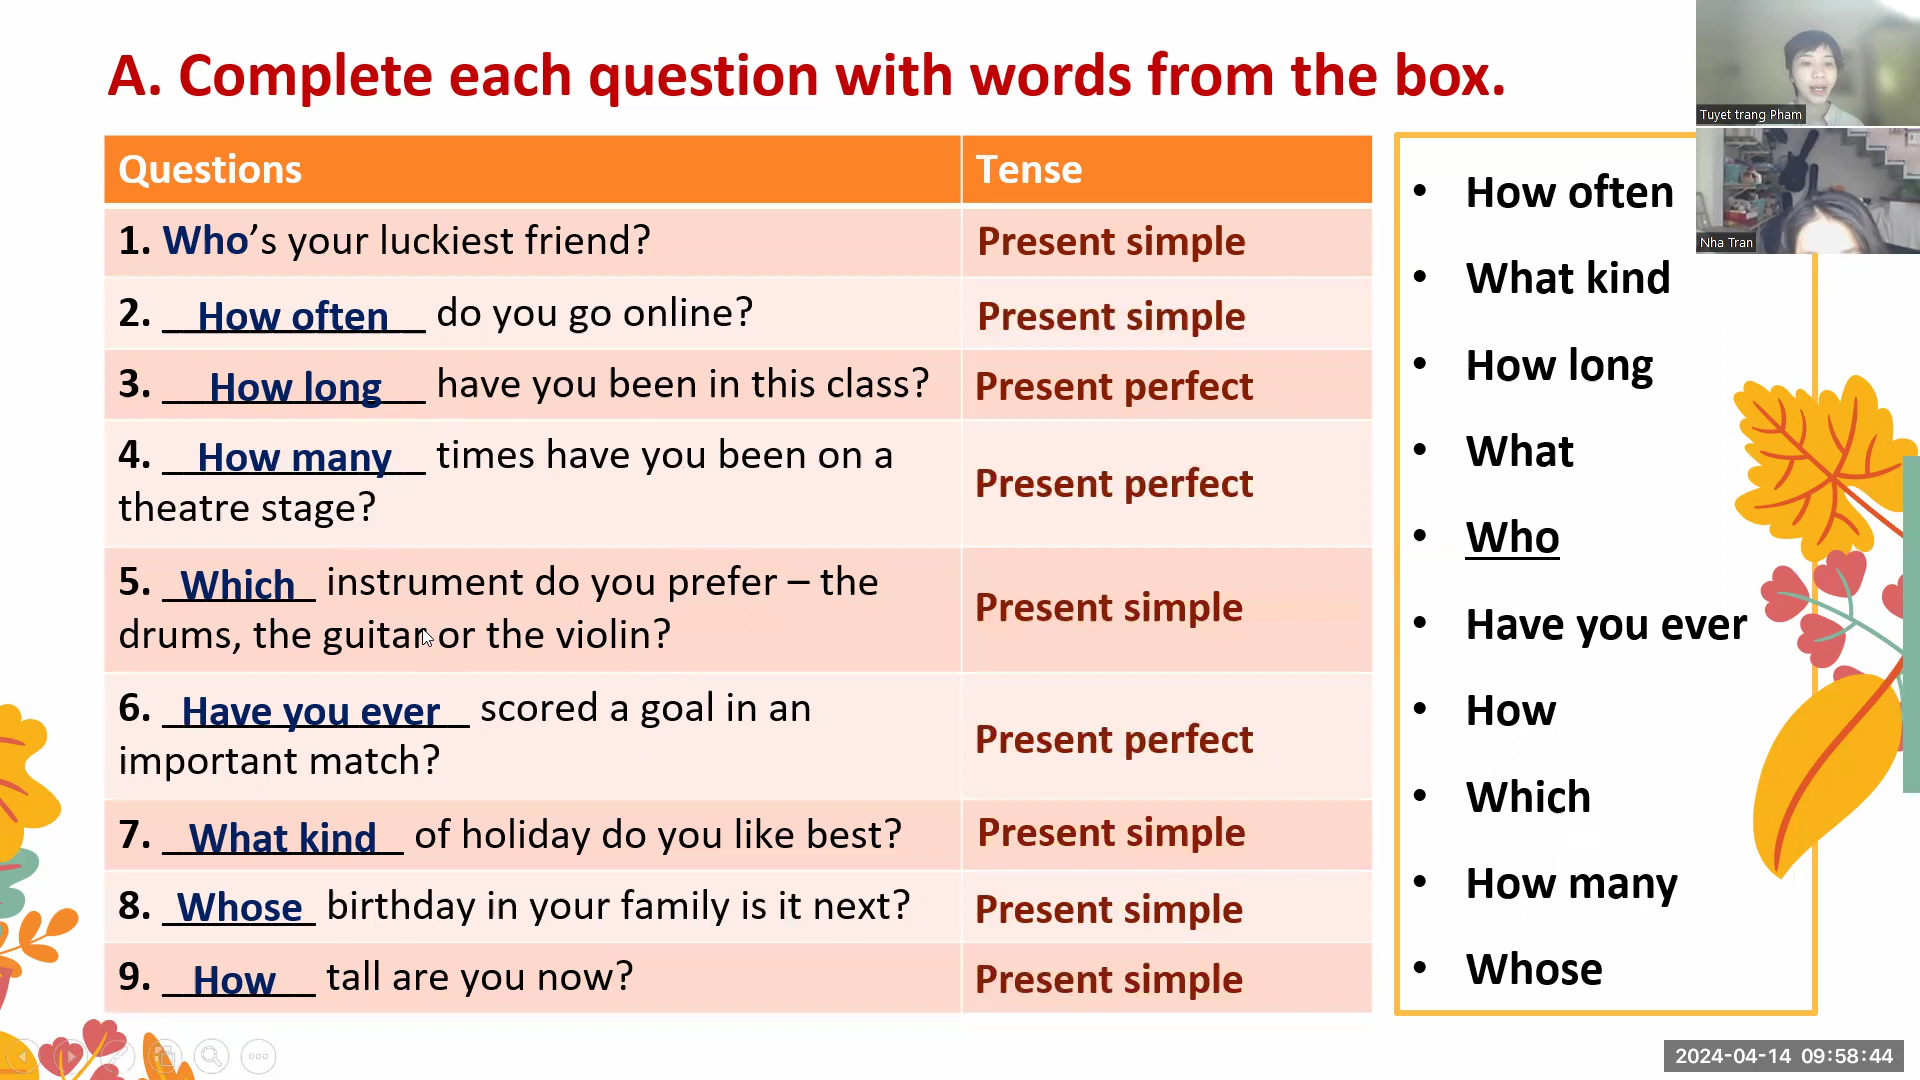 A. Complete each question with words from the box.
Questions
Tense
1. Who's your luckiest friend?
Present simple
2. How often do you go online?
Present simple
3. How long have you been in this class?
Present perfect
4. How many times have you been on a
theatre stage?
Present perfect
5. Which instrument do you prefer – the
drums, the guitar or the violin?
Present simple
6. Have you ever scored a goal in an
important match?
Present perfect
7. What kind of holiday do you like best?
Present simple
8. Whose birthday in your family is it next?
Present simple
9. How tall are you now?
Present simple
• How often
• What kind
• How long
• What
• Who
• Have you ever
• How
• Which
• How many
• Whose
Tuyet trang Pham
Nha Tran
2024-04-14 09:58:44